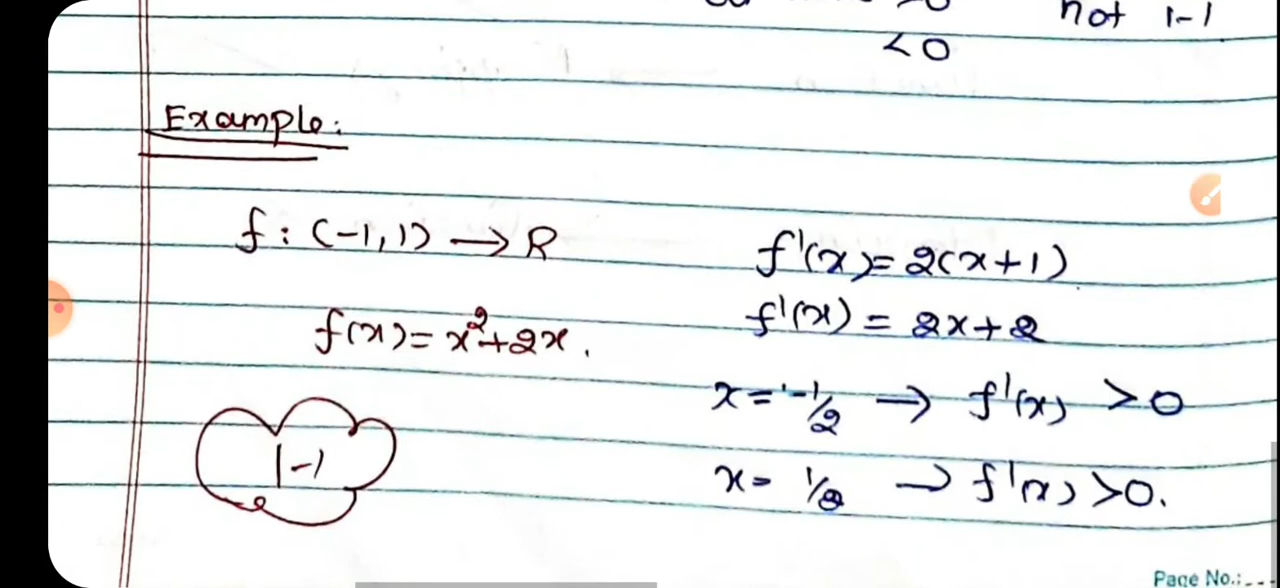 >0 not 1-1
<0
Example:
f: (-1,1) → R
f'(x)= 2(x+1)
f(x)= x²+2x.
f'(x) = 2x+2
x = -1/2 → f'(x) >0
1-1
x= 1/2 → f'(x) >0.
Page No.: